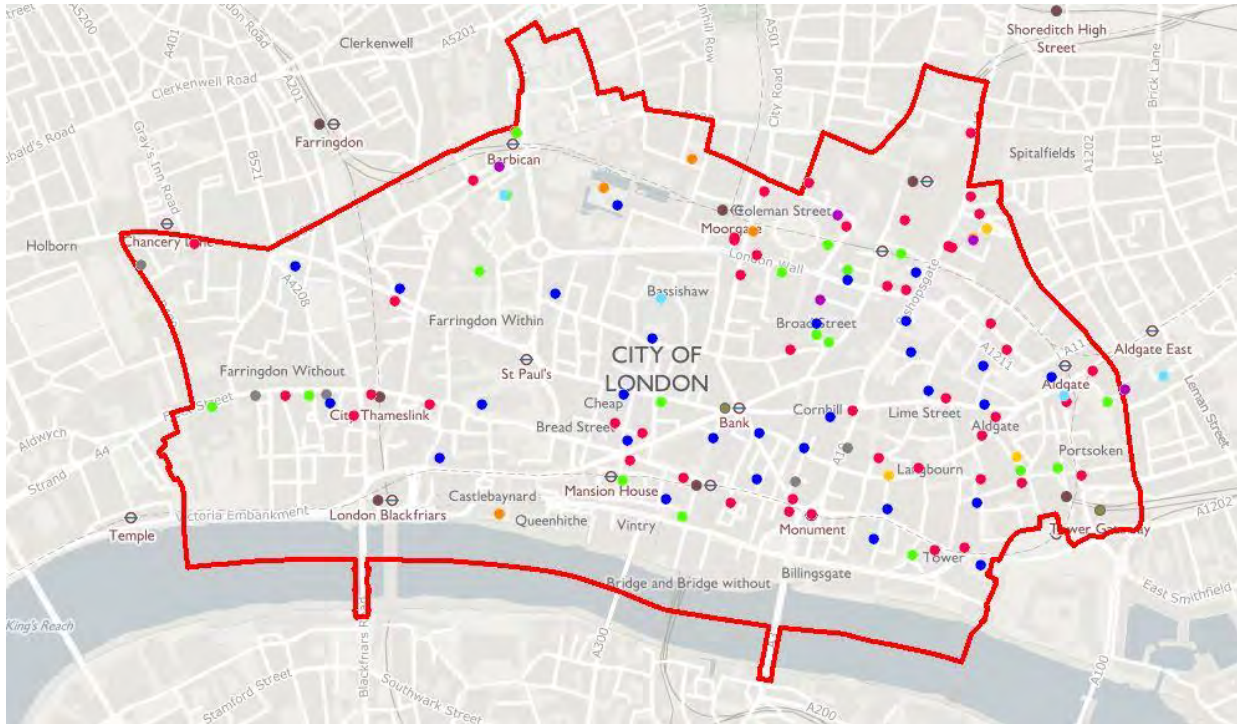 A5200
Clerkenwell
A5201
A401
A501
Shoreditch High
Street
Clerkenwell Road
City Road
Brick Lane
Gray's Inn Road
A201
Farringdon
B521
Barbican
A1202
B134
Spitalfields
Coleman Street
Moorgate
Holborn
Chancery Lane
London Wall
A4208
Bassishaw
Bishopsgate
Farringdon Within
Broad Street
A1211
A11
Aldgate East
CITY OF
LONDON
St Paul's
Farringdon Without
Aldgate
Leman Street
City Thameslink
Cheap
Bank
Cornhill
Lime Street
Aldwych
A4
Bread Street
Aldgate
Portsoken
Strand
Langbourn
Mansion House
Castlebaynard
Victoria Embankment
London Blackfriars
Queenhithe
Vintry
Monument
Tower Gateway
A1202
Temple
Tower
Billingsgate
Bridge and Bridge without
East Smithfield
King's Reach
Blackfriars Road
A300
A100
Stamford Street
Southwark Street
A200